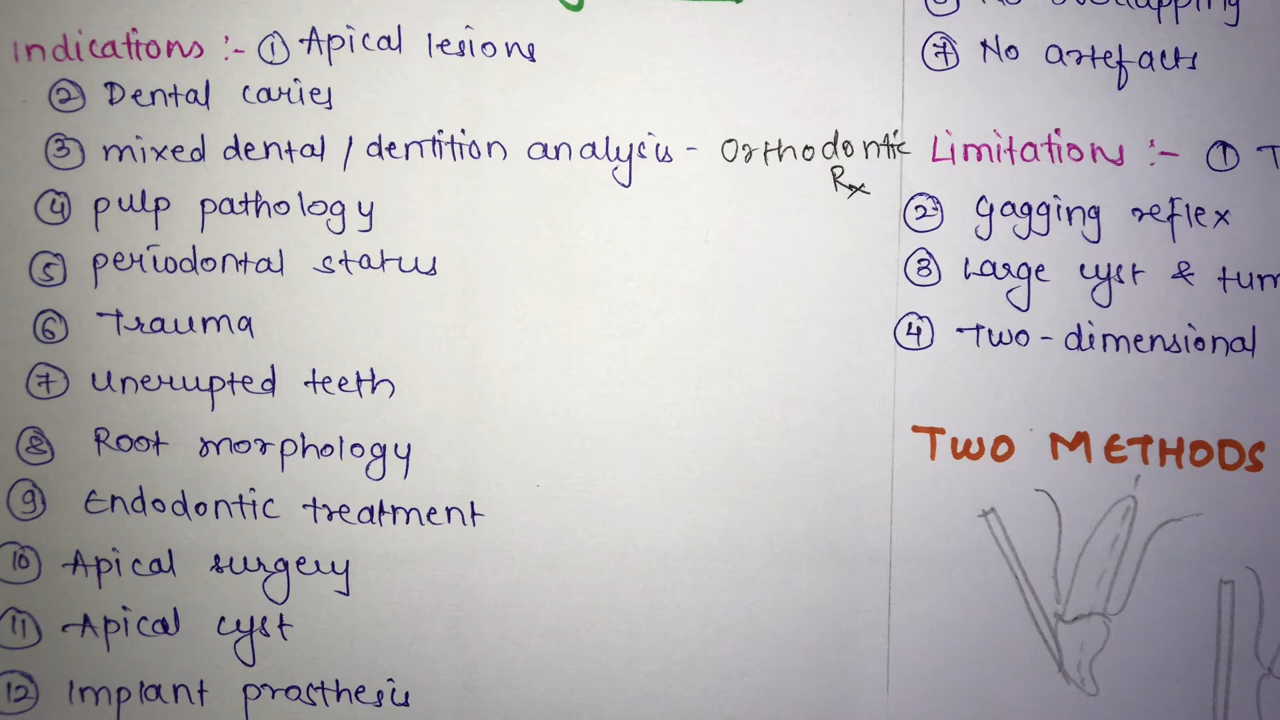 Indications :- ① Apical lesions
② Dental caries
③ mixed dental / dentition analysis - Orthodontic
Rx
④ pulp pathology
⑤ periodontal status
⑥ Trauma
⑦ unerupted teeth
⑧ Root morphology
⑨ Endodontic treatment
⑩ Apical surgery
⑪ Apical cyst
⑫ Implant prasthesis
⑦ No artefacts
Limitations :- ①
② gagging reflex
③ Large cyst &
④ Two-dimensional
TWO METHODS